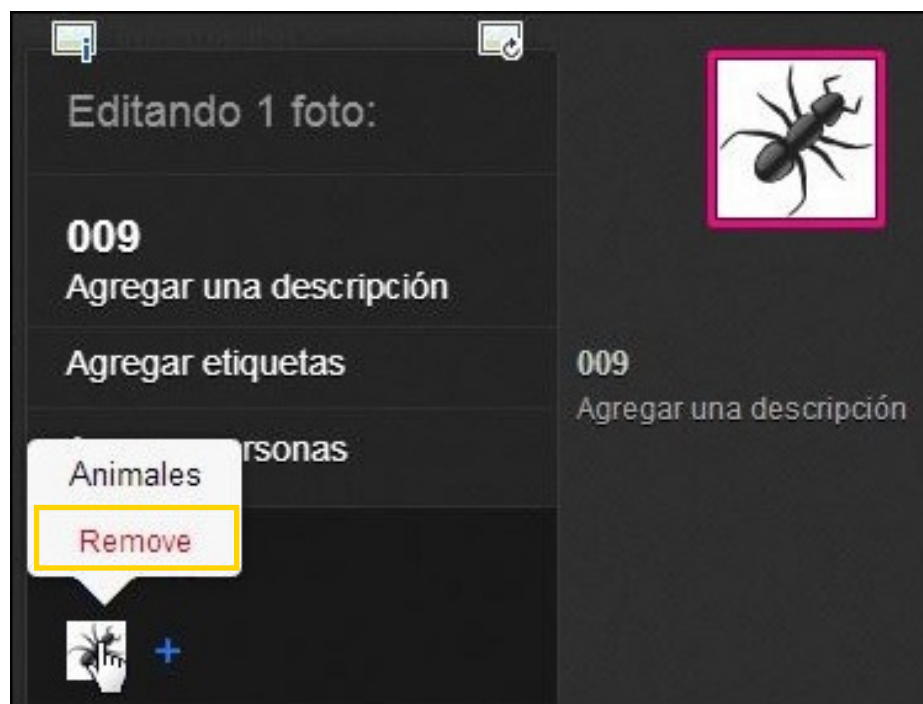 Editando 1 foto:
009
Agregar una descripción
Agregar etiquetas
rsonas
Animales
Remove
009
Agregar una descripción